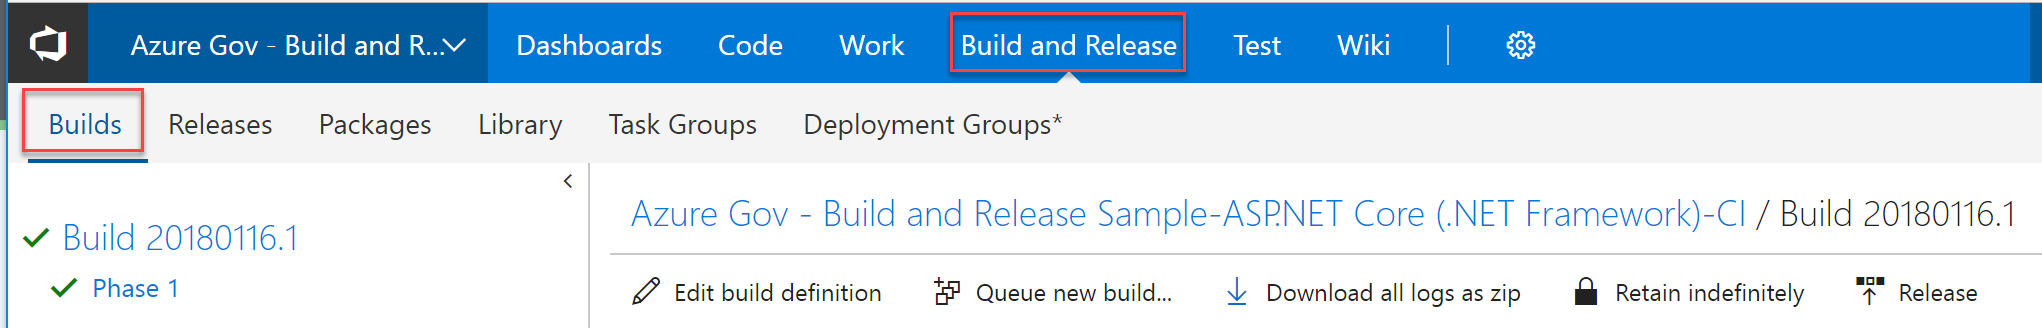 Azure Gov - Build and R... Dashboards Code Work Build and Release Test Wiki
Builds Releases Packages Library Task Groups Deployment Groups*
Build 20180116.1
Phase 1
Azure Gov - Build and Release Sample-ASP.NET Core (.NET Framework)-CI / Build 20180116.1
Edit build definition Queue new build... Download all logs as zip Retain indefinitely Release